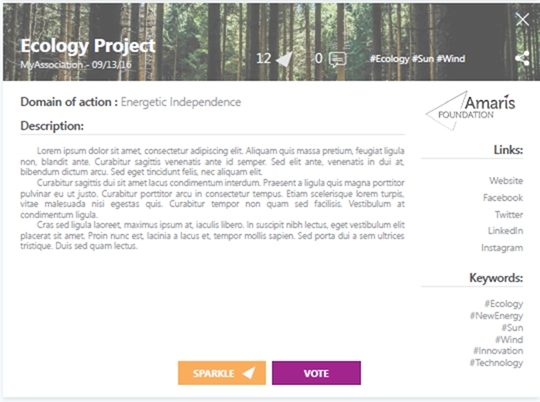 Ecology Project
MyAssociation - 09/13/16
12
0
#Ecology #Sun #Wind
Domain of action : Energetic Independence
Description:
Lorem ipsum dolor sit amet, consectetur adipiscing elit. Aliquam quis massa pretium, feugiat ligula
non, blandit ante. Curabitur sagittis venenatis ante id semper. Sed elit ante, venenatis in dui at,
bibendum dictum arcu. Sed eget tincidunt felis, nec aliquam elit.
Curabitur sagittis dui sit amet lacus condimentum interdum. Praesent a ligula quis magna porttitor
pulvinar eu ut justo. Curabitur porttitor arcu in consectetur tempus. Etiam scelerisque lorem turpis,
vitae malesuada nisi egestas quis. Curabitur tempor non quam sed facilisis. Vestibulum at
condimentum ligula.
Cras sed ligula laoreet, maximus ipsum at, iaculis libero. In suscipit nibh lectus, eget vestibulum elit
placerat sit amet. Proin nunc est, lacinia a lacus et, tempor mollis sapien. Sed porta dui a sem ultrices
tristique. Duis sed quam lectus.
Amaris
FOUNDATION
Links:
Website
Facebook
Twitter
LinkedIn
Instagram
Keywords:
#Ecology
#NewEnergy
#Sun
#Wind
#Innovation
#Technology
SPARKLE
VOTE